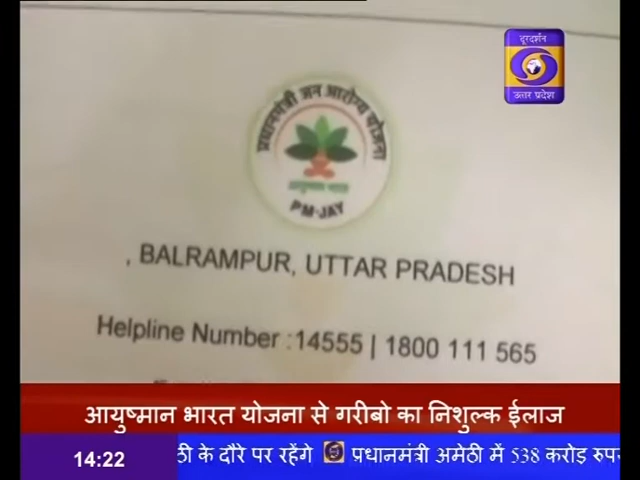 दूरदर्शन
उत्तर प्रदेश
प्रधानमंत्री जन आरोग्य योजना
आयुष्मान भारत
PM-JAY
, BALRAMPUR, UTTAR PRADESH
Helpline Number :14555 | 1800 111 565
आयुष्मान भारत योजना से गरीबो का निशुल्क ईलाज
14:22 ठी के दौरे पर रहेंगे प्रधानमंत्री अमेठी में 538 करोड़ रुपए